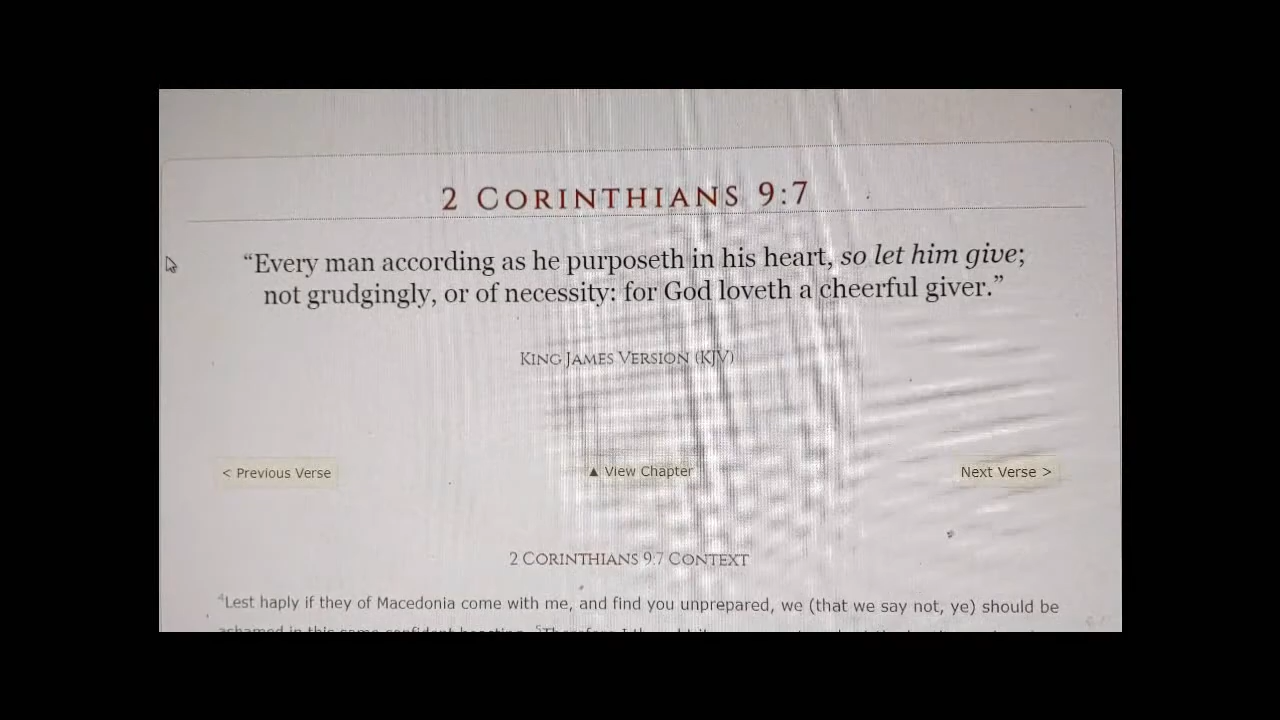 2 CORINTHIANS 9:7
“Every man according as he purposeth in his heart, so let him give;
not grudgingly, or of necessity: for God loveth a cheerful giver.”
KING JAMES VERSION (KJV)
< Previous Verse ▲ View Chapter Next Verse >
2 CORINTHIANS 9:7 CONTEXT
⁴Lest haply if they of Macedonia come with me, and find you unprepared, we (that we say not, ye) should be